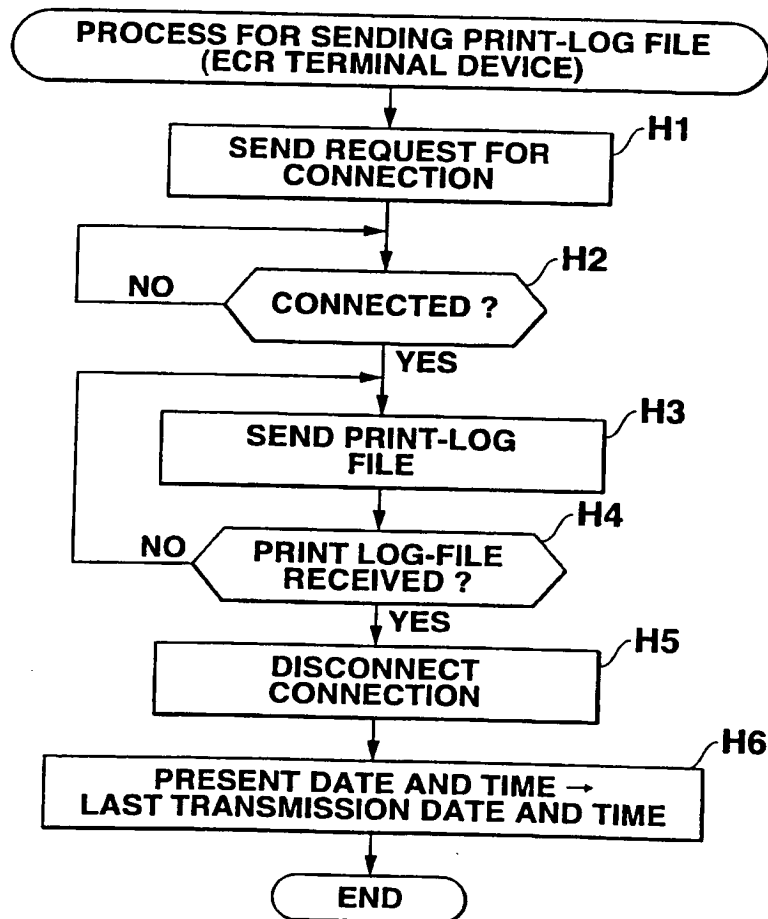 PROCESS FOR SENDING PRINT-LOG FILE
(ECR TERMINAL DEVICE)
H1
SEND REQUEST FOR
CONNECTION
H2
NO
CONNECTED ?
YES
H3
SEND PRINT-LOG
FILE
H4
NO
PRINT LOG-FILE
RECEIVED ?
YES
H5
DISCONNECT
CONNECTION
H6
PRESENT DATE AND TIME →
LAST TRANSMISSION DATE AND TIME
END